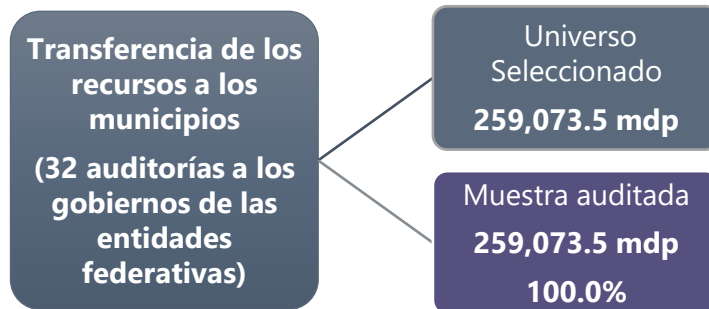 Transferencia de los
recursos a los
municipios
(32 auditorías a los
gobiernos de las
entidades
federativas)
Universo
Seleccionado
259,073.5 mdp
Muestra auditada
259,073.5 mdp
100.0%